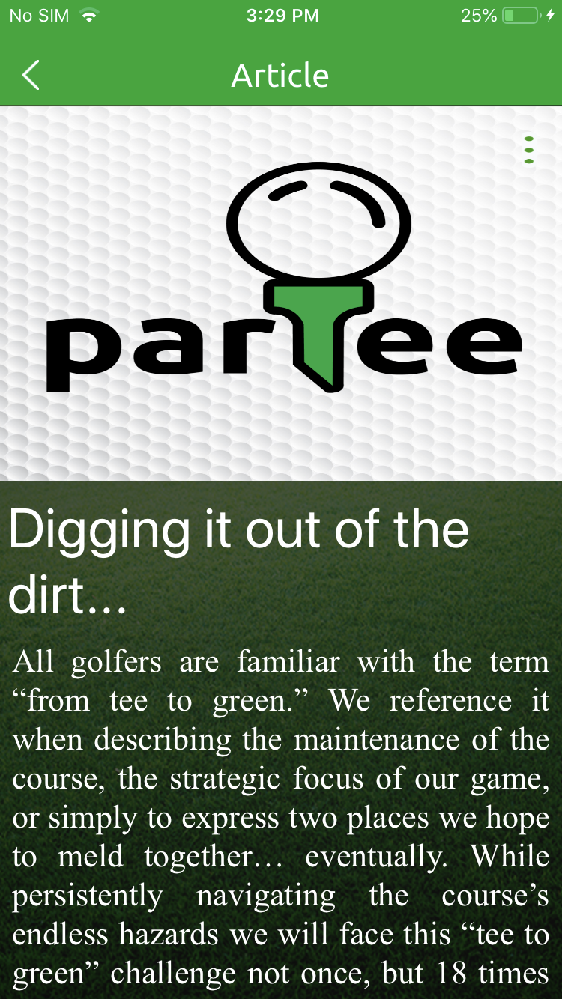 No SIM 3:29 PM 25%
Article
parTee
Digging it out of the
dirt...
All golfers are familiar with the term
“from tee to green.” We reference it
when describing the maintenance of the
course, the strategic focus of our game,
or simply to express two places we hope
to meld together… eventually. While
persistently navigating the course’s
endless hazards we will face this “tee to
green” challenge not once, but 18 times